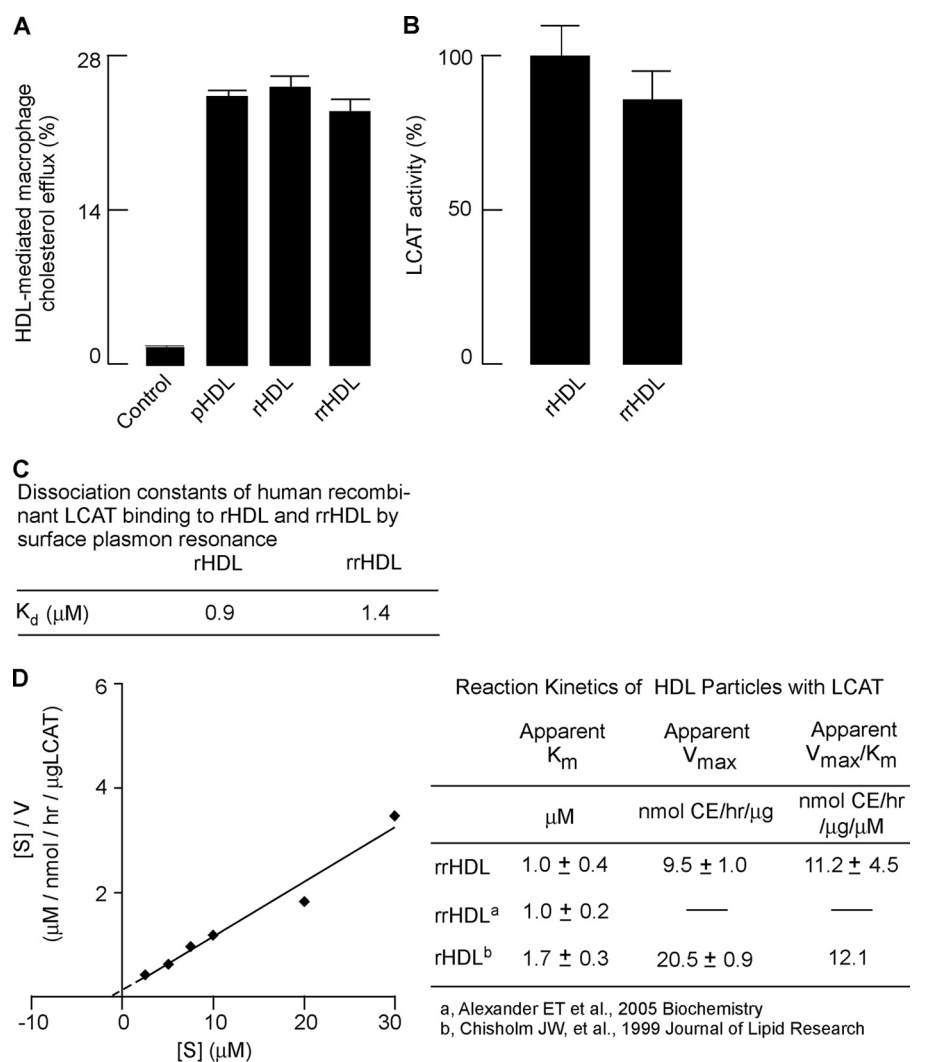 A
HDL-mediated macrophage
cholesterol efflux (%)
28
14
0
Control
pHDL
rHDL
rrHDL
B
LCAT activity (%)
100
50
0
rHDL
rrHDL
C
Dissociation constants of human recombi-
nant LCAT binding to rHDL and rrHDL by
surface plasmon resonance
rHDL rrHDL
Kd (μM) 0.9 1.4
D
[S] / V
(μM / nmol / hr / μgLCAT)
6
4
2
-10 0 10 20 30
[S] (μM)
Reaction Kinetics of HDL Particles with LCAT
Apparent Apparent Apparent
Km Vmax Vmax/Km
μM nmol CE/hr/μg nmol CE/hr
/μg/μM
rrHDL 1.0 ± 0.4 9.5 ± 1.0 11.2 ± 4.5
rrHDLa 1.0 ± 0.2 — —
rHDLb 1.7 ± 0.3 20.5 ± 0.9 12.1
a, Alexander ET et al., 2005 Biochemistry
b, Chisholm JW, et al., 1999 Journal of Lipid Research